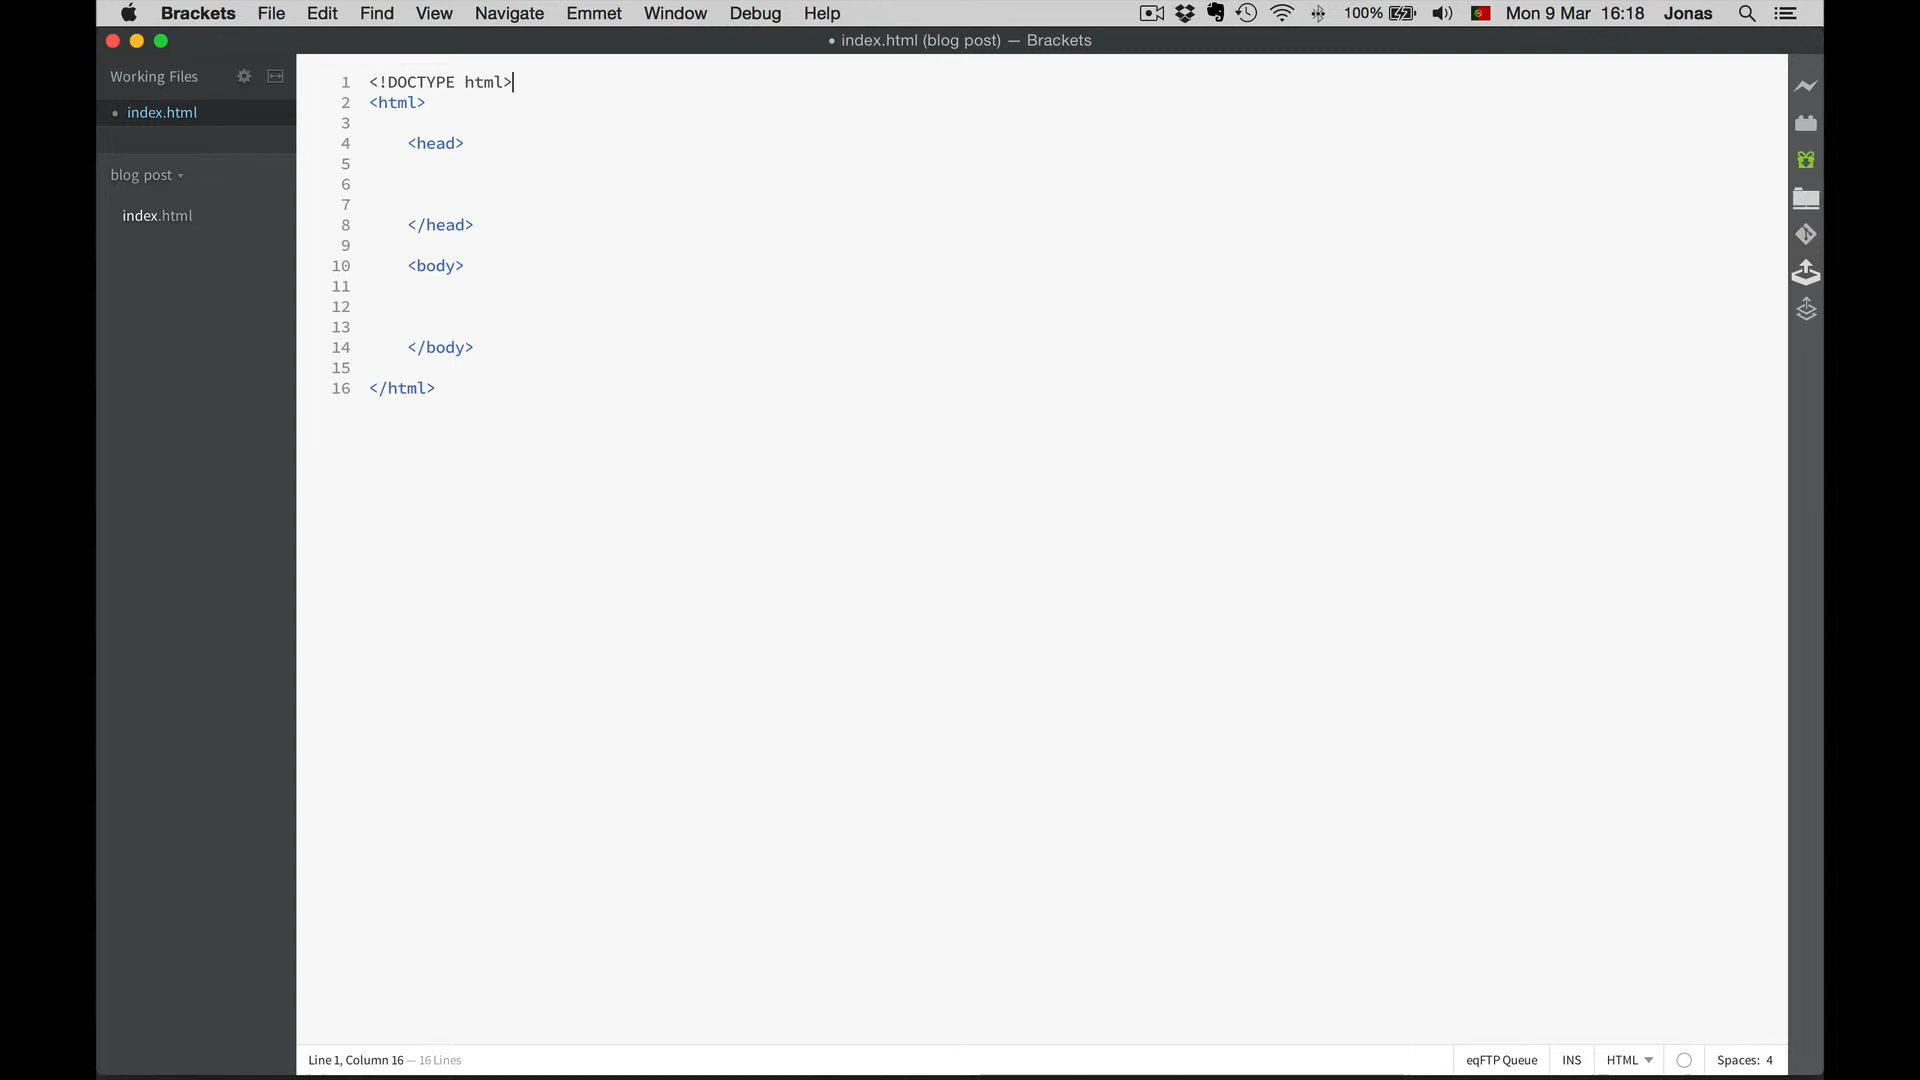 Brackets File Edit Find View Navigate Emmet Window Debug Help 100% Mon 9 Mar 16:18 Jonas
• index.html (blog post) — Brackets
Working Files
• index.html
blog post
index.html
1 <!DOCTYPE html>
2 <html>
3
4 <head>
5
6
7
8 </head>
9
10 <body>
11
12
13
14 </body>
15
16 </html>
Line 1, Column 16 — 16 Lines
eqFTP Queue INS HTML Spaces: 4